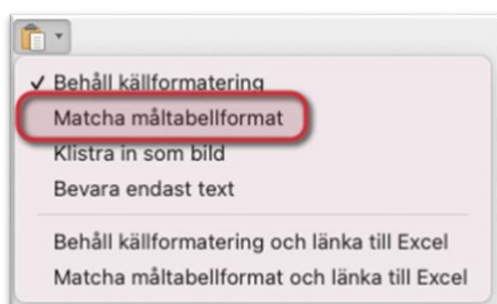 ✓ Behåll källformatering
Matcha måltabellformat
Klistra in som bild
Bevara endast text
Behåll källformatering och länka till Excel
Matcha måltabellformat och länka till Excel